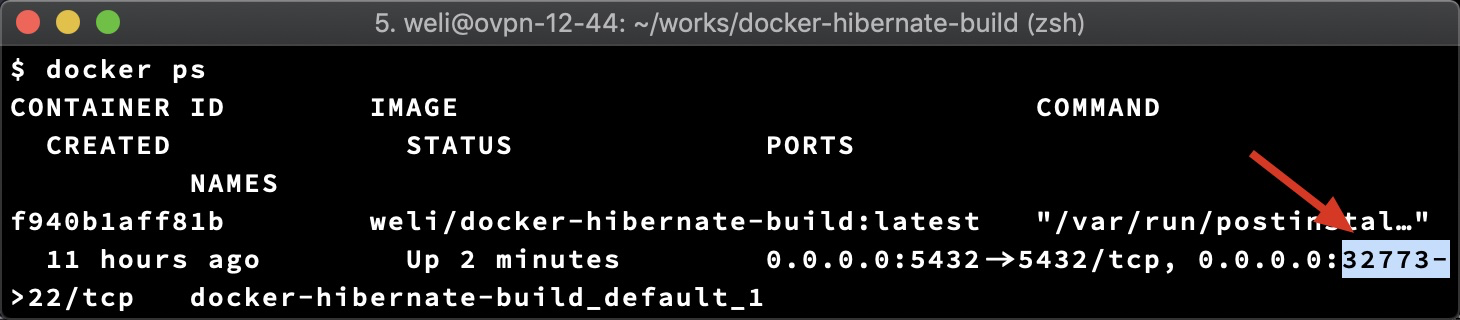 5. weli@ovpn-12-44: ~/works/docker-hibernate-build (zsh)
$ docker ps
CONTAINER ID        IMAGE                                COMMAND
  CREATED             STATUS              PORTS
          NAMES
f940b1aff81b        weli/docker-hibernate-build:latest   "/var/run/postinstal…"
  11 hours ago        Up 2 minutes        0.0.0.0:5432->5432/tcp, 0.0.0.0:32773-
>22/tcp   docker-hibernate-build_default_1